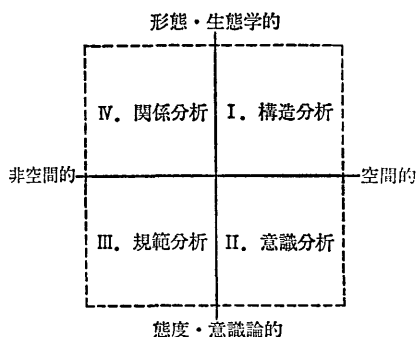 形態・生態学的
Ⅳ．関係分析
Ⅰ．構造分析
非空間的
空間的
Ⅲ．規範分析
Ⅱ．意識分析
態度・意識論的